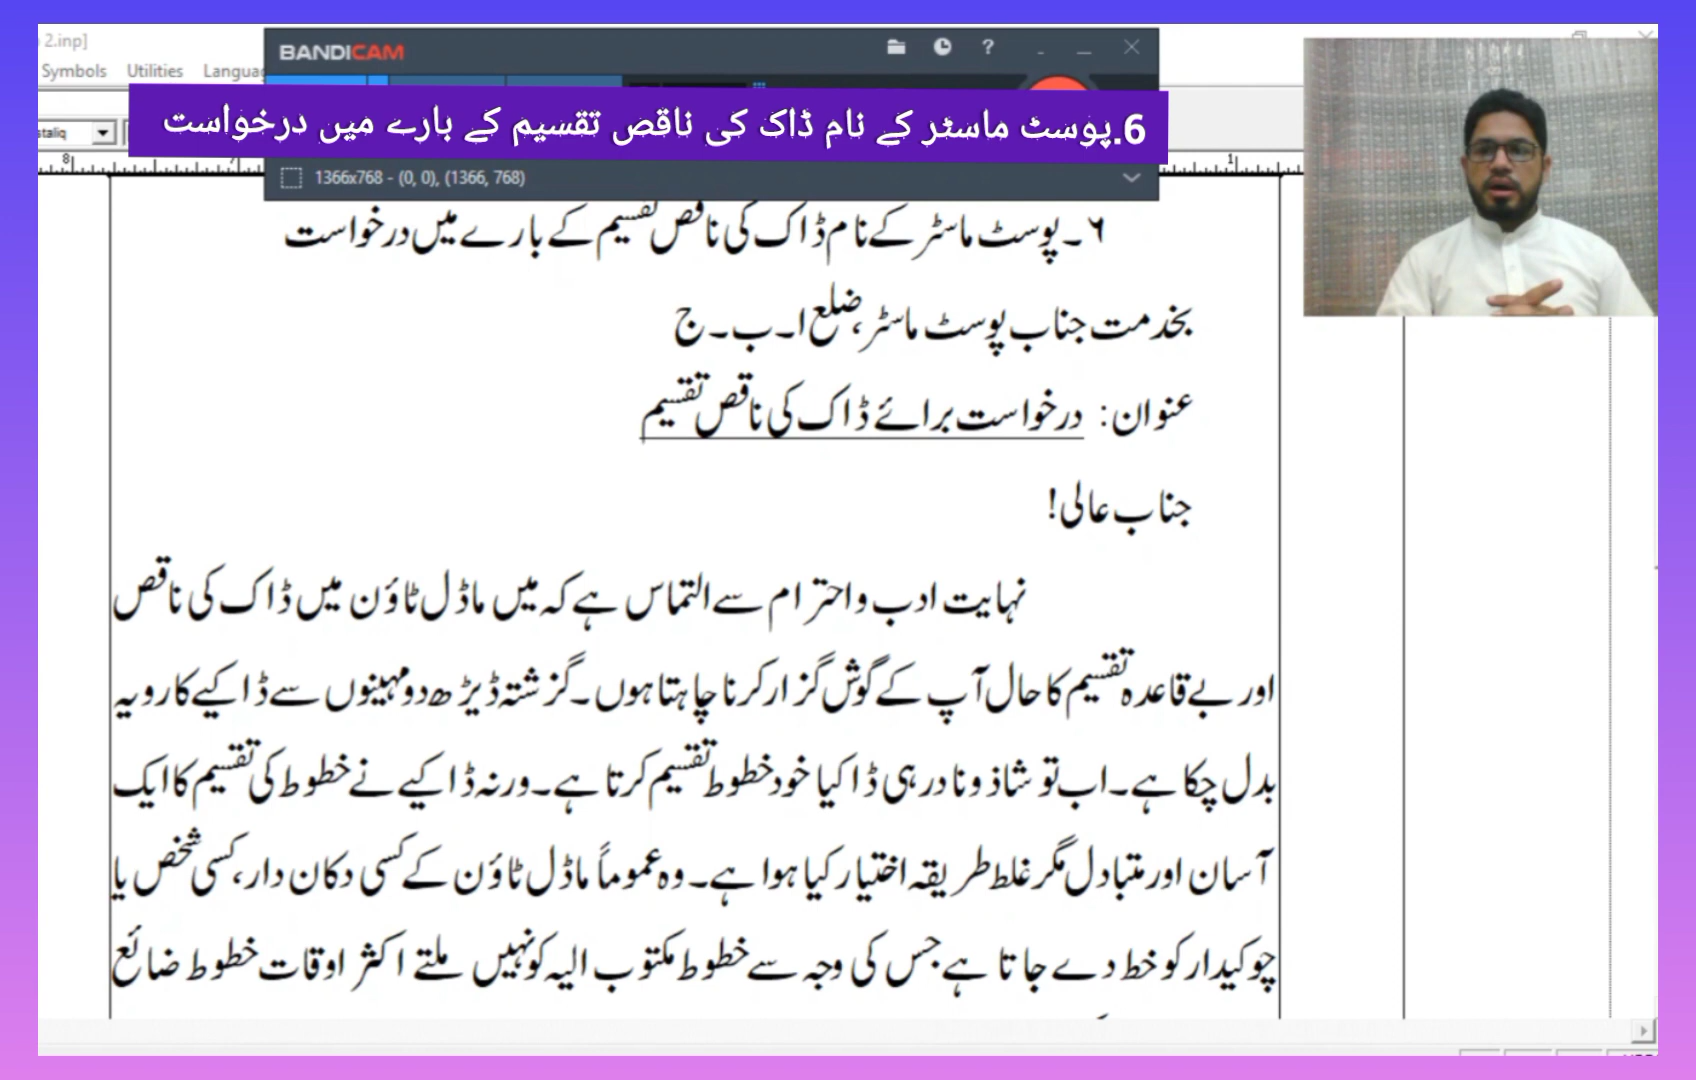 2.inp]
Symbols Utilities
BANDICAM
?
6.پوسٹ ماسٹر کے نام ڈاک کی ناقص تقسیم کے بارے میں درخواست
8
1
1366x768 - (0, 0), (1366, 768)
۶۔پوسٹ ماسٹر کے نام ڈاک کی ناقص تقسیم کے بارے میں درخواست
بخدمت جناب پوسٹ ماسٹر،ضلع ا۔ب۔ج
عنوان: درخواست برائے ڈاک کی ناقص تقسیم
جناب عالی!
نہایت ادب و احترام سے التماس ہے کہ میں ماڈل ٹاؤن میں ڈاک کی ناقص
اور بے قاعدہ تقسیم کا حال آپ کے گوش گزار کرنا چاہتا ہوں۔گزشتہ ڈیڑھ دو مہینوں سے ڈاکیے کا رویہ
بدل چکا ہے۔اب تو شاذ و نادر ہی ڈاکیا خود خطوط تقسیم کرتا ہے۔ورنہ ڈاکیے نے خطوط کی تقسیم کا ایک
آسان اور متبادل مگر غلط طریقہ اختیار کیا ہوا ہے۔وہ عموماً ماڈل ٹاؤن کے کسی دکان دار،کسی شخص یا
چوکیدار کو خط دے جاتا ہے جس کی وجہ سے خطوط مکتوب الیہ کو نہیں ملتے اکثر اوقات خطوط ضائع